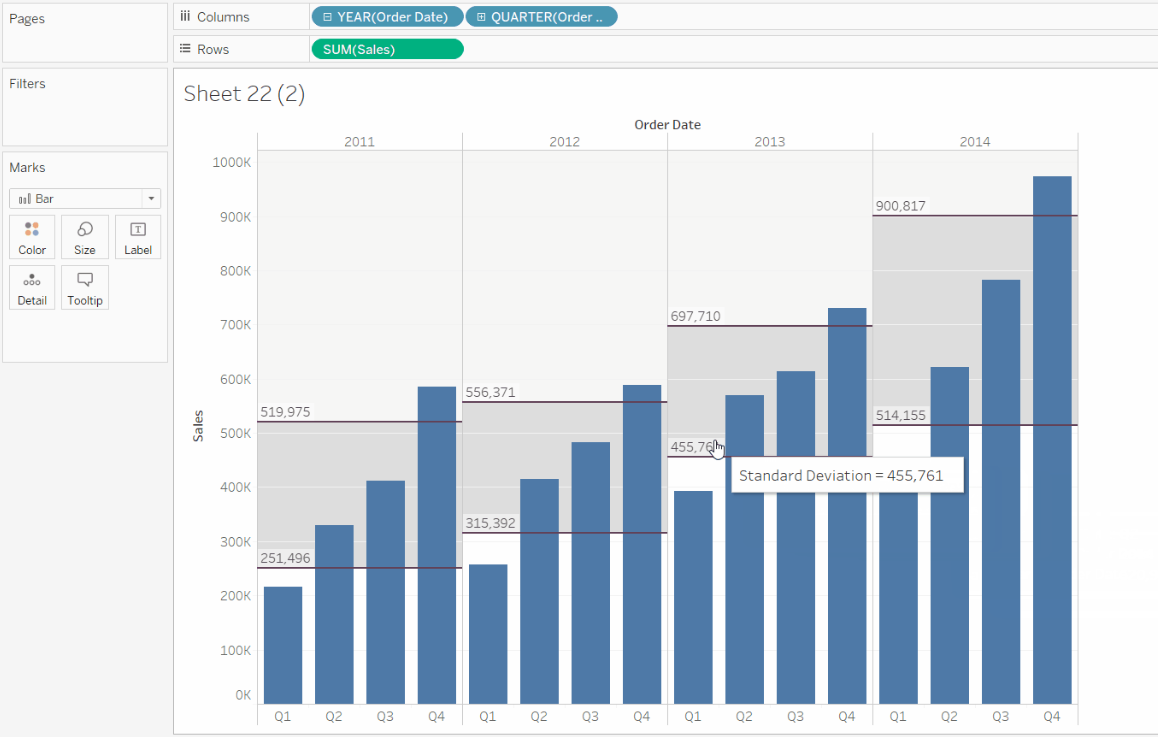 Pages
Columns
YEAR(Order Date)
QUARTER(Order ..
Rows
SUM(Sales)
Filters
Marks
Bar
Color
Size
Label
Detail
Tooltip
Sheet 22 (2)
Order Date
2011 2012 2013 2014
Sales
1000K
900K
800K
700K
600K
500K
400K
300K
200K
100K
0K
519,975
251,496
556,371
315,392
697,710
455,76
900,817
514,155
Standard Deviation = 455,761
Q1 Q2 Q3 Q4 Q1 Q2 Q3 Q4 Q1 Q2 Q3 Q4 Q1 Q2 Q3 Q4